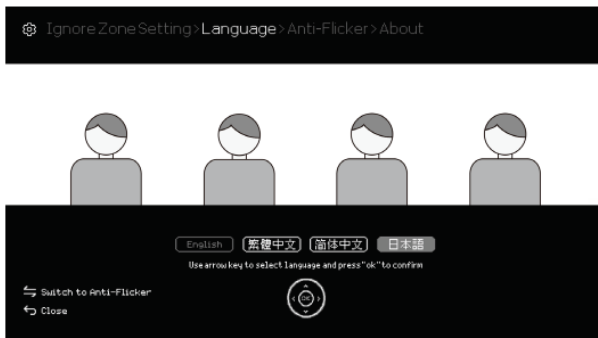 Ignore Zone Setting>Language>Anti-Flicker>About
English 繁體中文 简体中文 日本語
Use arrow key to select language and press "ok" to confirm
Switch to Anti-Flicker
OK
Close